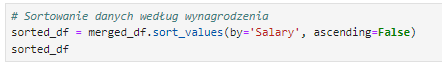 # Sortowanie danych według wynagrodzenia
sorted_df = merged_df.sort_values(by='Salary', ascending=False)
sorted_df